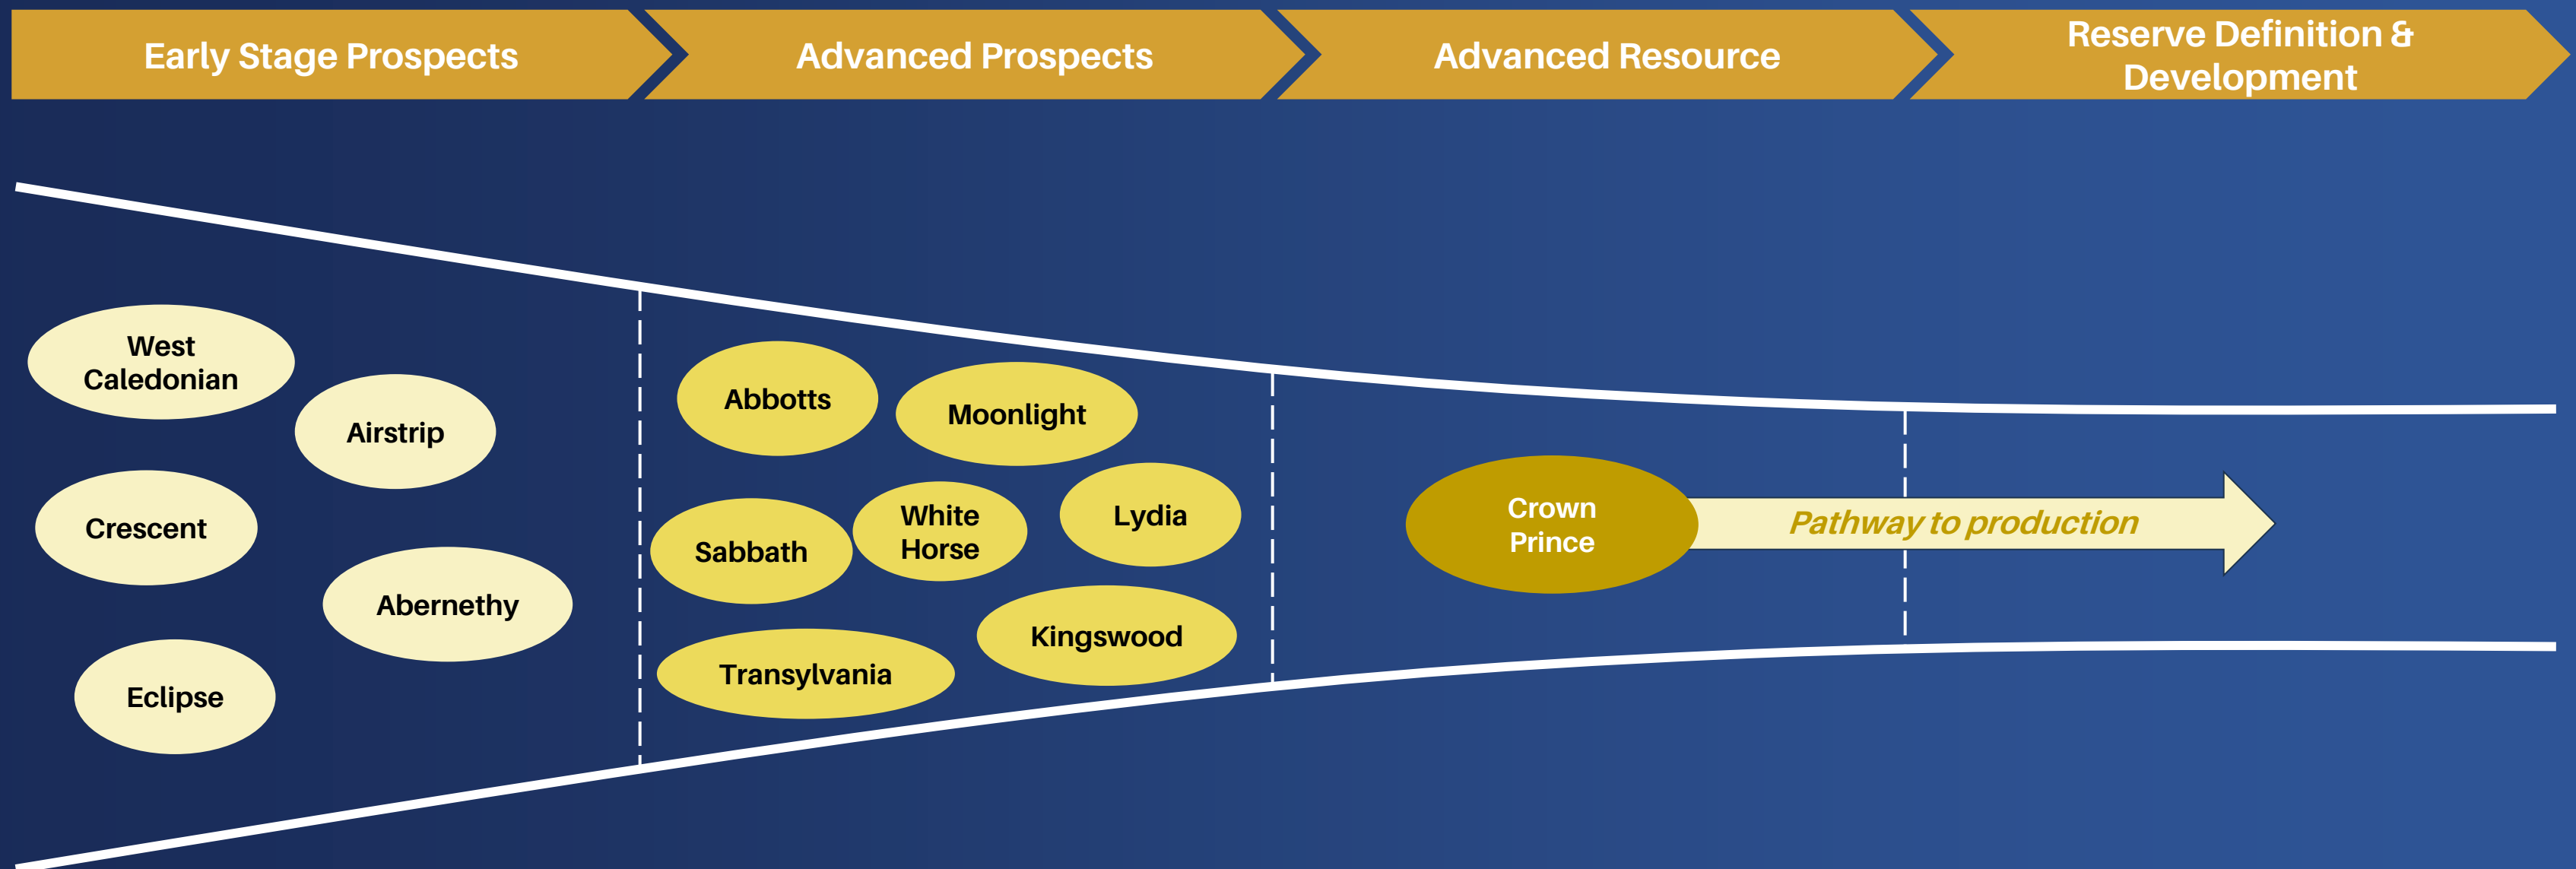 Early Stage Prospects
Advanced Prospects
Advanced Resource
Reserve Definition &
Development
West
Caledonian
Airstrip
Crescent
Abernethy
Eclipse
Abbotts
Moonlight
Sabbath
White
Horse
Lydia
Transylvania
Kingswood
Crown
Prince
Pathway to production